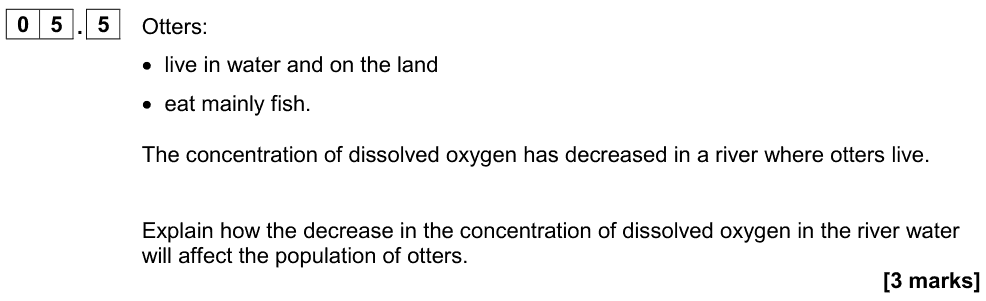 0 5 . 5 Otters:
• live in water and on the land
• eat mainly fish.
The concentration of dissolved oxygen has decreased in a river where otters live.
Explain how the decrease in the concentration of dissolved oxygen in the river water
will affect the population of otters.
[3 marks]